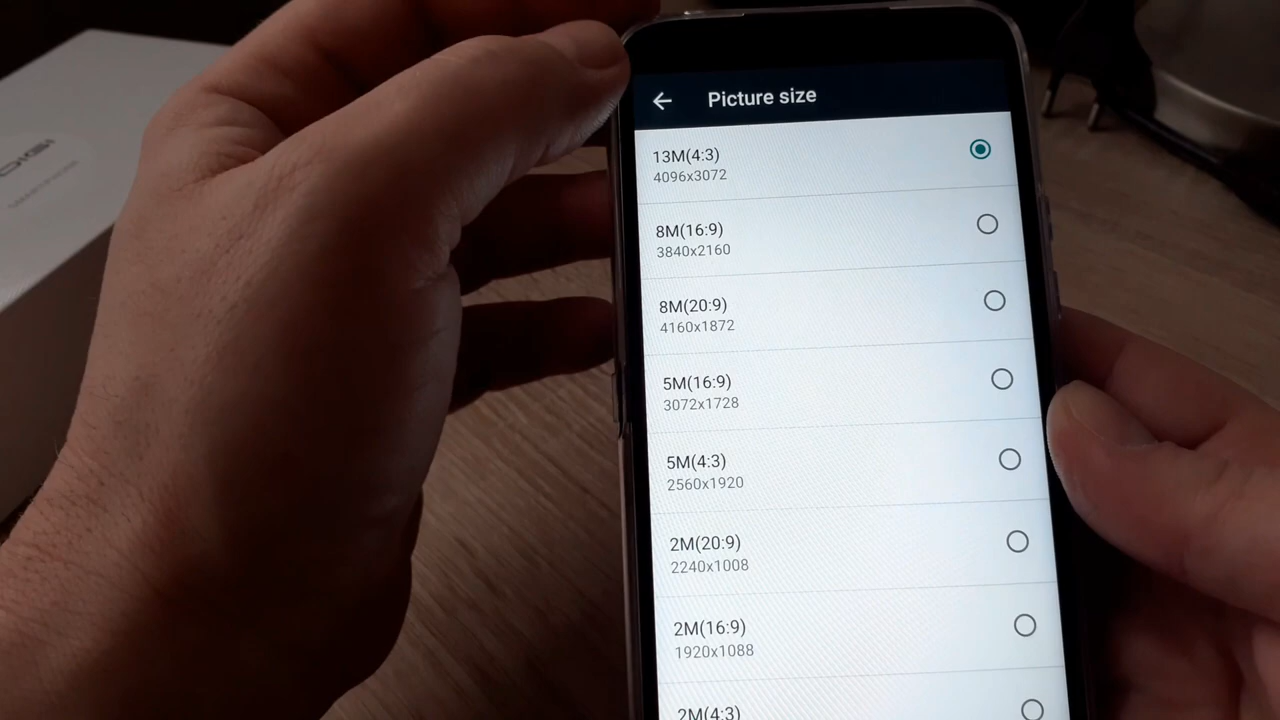 Picture size
13M(4:3)
4096x3072
8M(16:9)
3840x2160
8M(20:9)
4160x1872
5M(16:9)
3072x1728
5M(4:3)
2560x1920
2M(20:9)
2240x1008
2M(16:9)
1920x1088
2M(4:3)